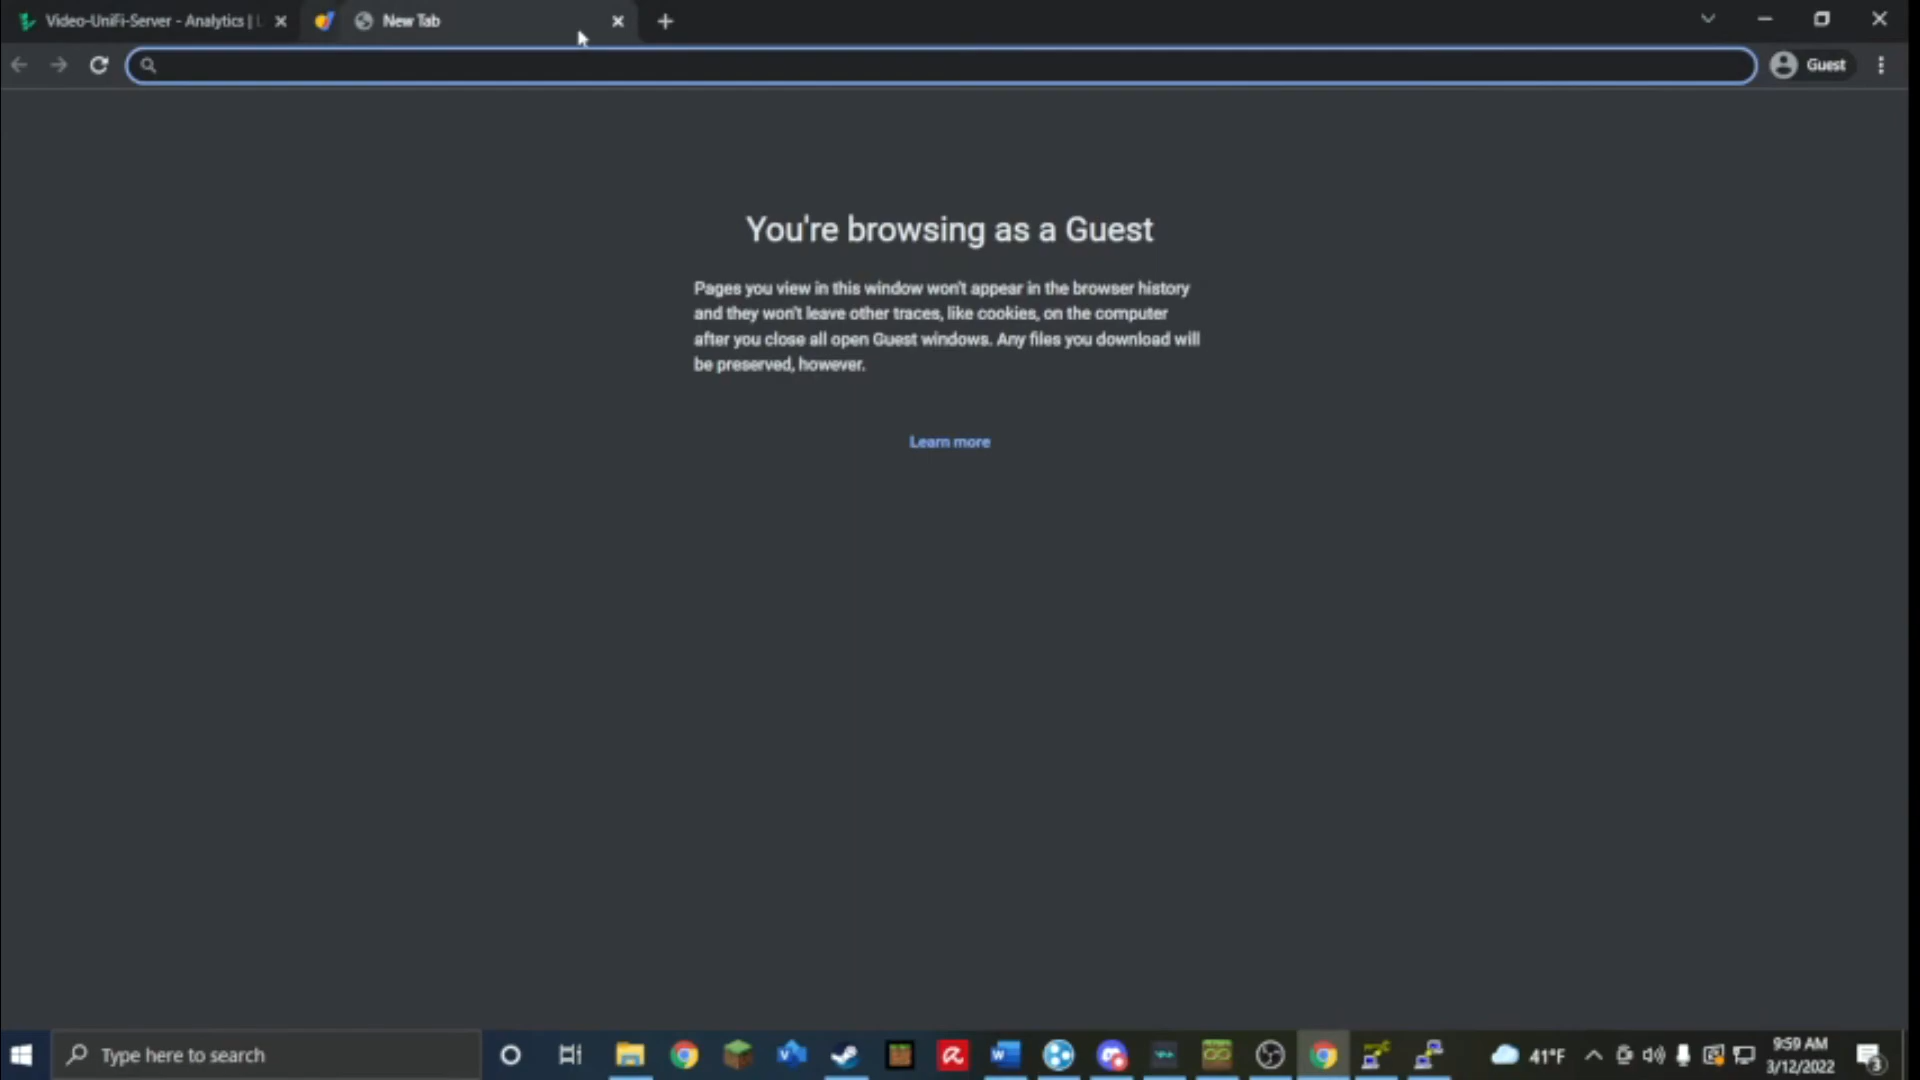 Video-UniFi-Server - Analytics |
New Tab
Guest
You're browsing as a Guest
Pages you view in this window won't appear in the browser history
and they won't leave other traces, like cookies, on the computer
after you close all open Guest windows. Any files you download will
be preserved, however.
Learn more
Type here to search
41°F
9:59 AM
3/12/2022
3